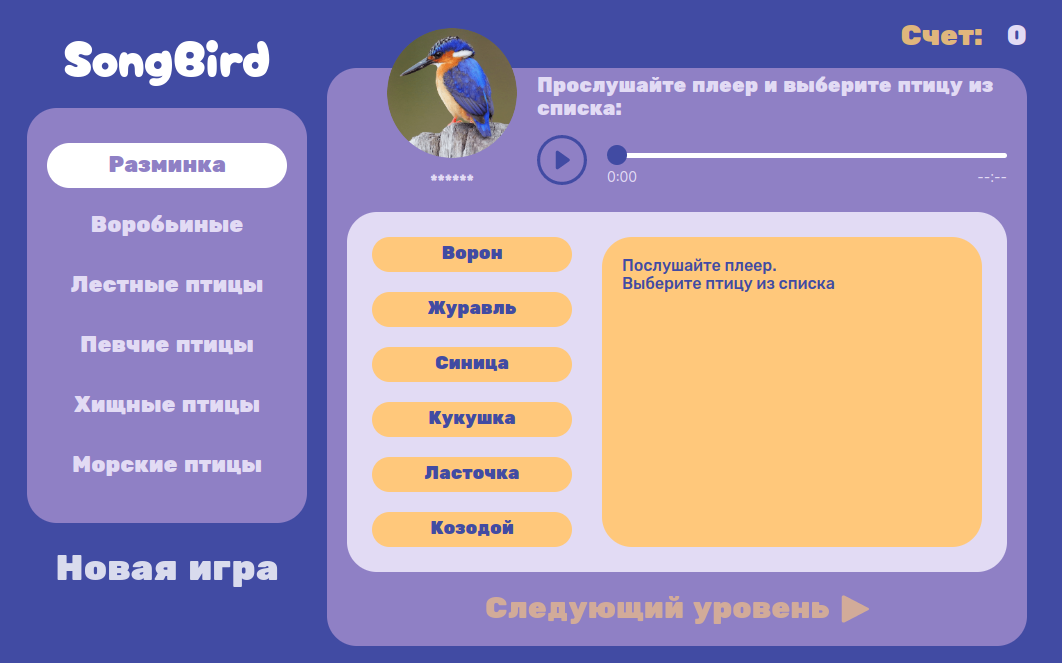 SongBird
Счет: 0
Разминка
Воробьиные
Лестные птицы
Певчие птицы
Хищные птицы
Морские птицы
Новая игра
******
Прослушайте плеер и выберите птицу из
списка:
0:00 --:--
Ворон
Журавль
Синица
Кукушка
Ласточка
Козодой
Послушайте плеер.
Выберите птицу из списка
Следующий уровень